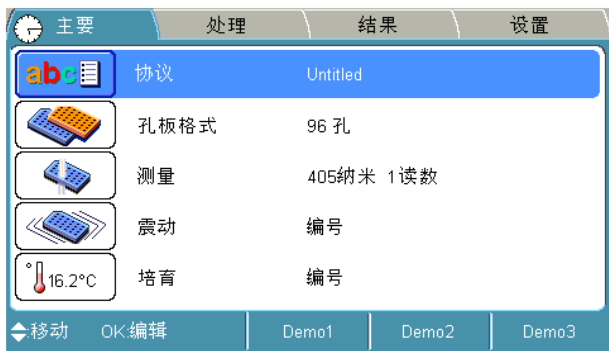 主要 处理 结果 设置
abc 协议 Untitled
孔板格式 96 孔
测量 405纳米 1读数
震动 编号
16.2°C 培育 编号
移动 OK:编辑 Demo1 Demo2 Demo3